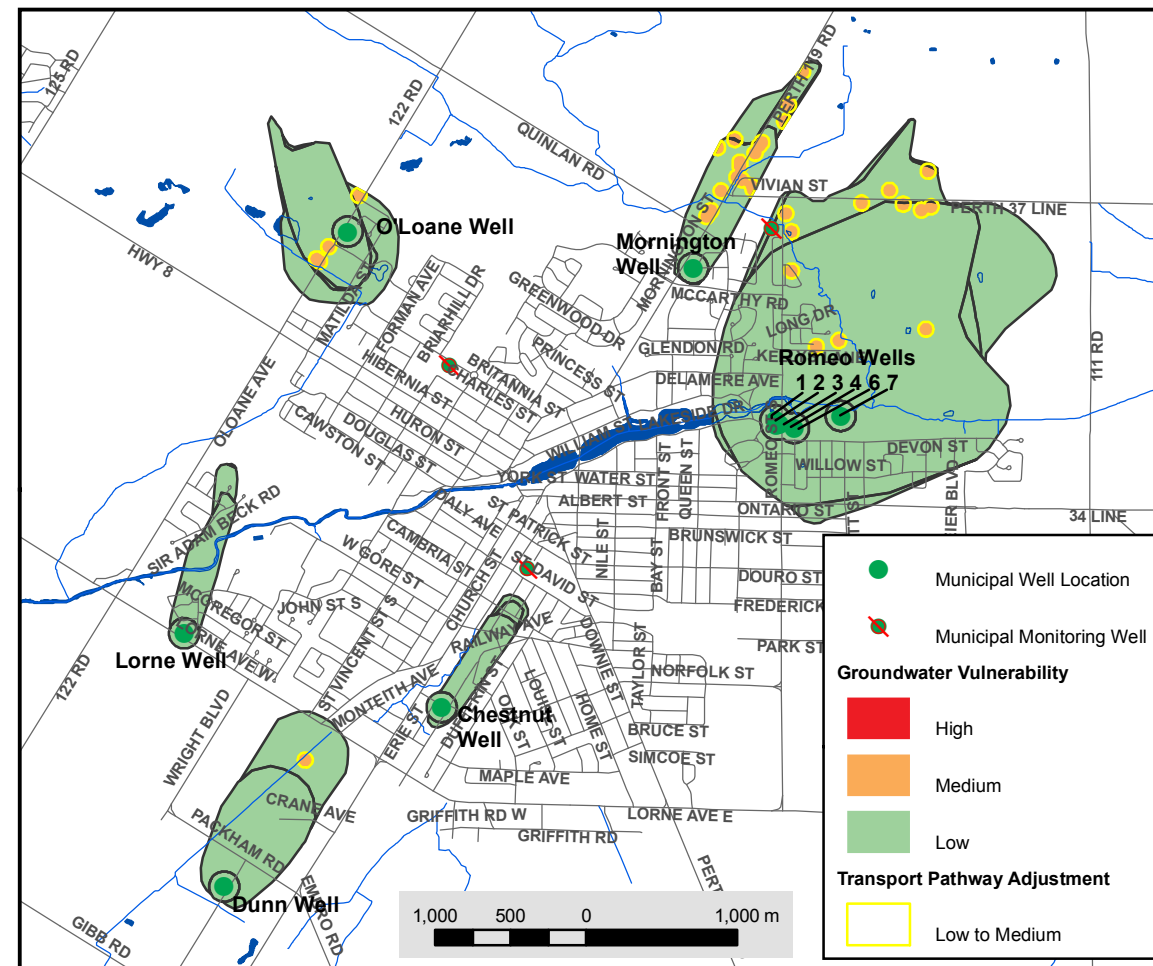 125 RD
122 RD
QUINLAN RD
PERTH 119 RD
VIVIAN ST
PERTH 37 LINE
O'Loane Well
HWY 8
Mornington
Well
MORNINGTON ST
MCCARTHY RD
LONG DR
GREENWOOD DR
FORMAN AVE
BRIARHILL DR
MATILDA ST
GLENDON RD
Romeo Wells
1 2 3 4 6 7
111 RD
PRINCESS ST
BRITANNIA ST
CHARLES ST
HIBERNIA ST
DELAMERE AVE
OLOANE AVE
HURON ST
DOUGLAS ST
CAWSTON ST
WILLIAM ST
LAKESIDE DR
ROMEO ST
DEVON ST
WILLOW ST
YORK ST
WATER ST
FRONT ST
QUEEN ST
ALBERT ST
ONTARIO ST
34 LINE
SIR ADAM BECK RD
DALY AVE
ST PATRICK ST
CAMBRIA ST
W GORE ST
NILE ST
BRUNSWICK ST
BAY ST
CHURCH ST
ST DAVID ST
DOURO ST
MCGREGOR ST
JOHN ST S
FREDERICK
Lorne Well
LORNE AVE W
ST VINCENT ST S
RAILWAY AVE
DOWNIE ST
PARK ST
122 RD
TAYLOR ST
NORFOLK ST
MONTEITH AVE
LOUISE ST
HOME ST
Chestnut
Well
WRIGHT BLVD
ERIE ST
BRUCE ST
SIMCOE ST
MAPLE AVE
CRANE AVE
GRIFFITH RD W
LORNE AVE E
PACKHAM RD
GRIFFITH RD
Dunn Well
EMBRO RD
GIBB RD
1,000 500 0 1,000 m
Municipal Well Location
Municipal Monitoring Well
Groundwater Vulnerability
High
Medium
Low
Transport Pathway Adjustment
Low to Medium